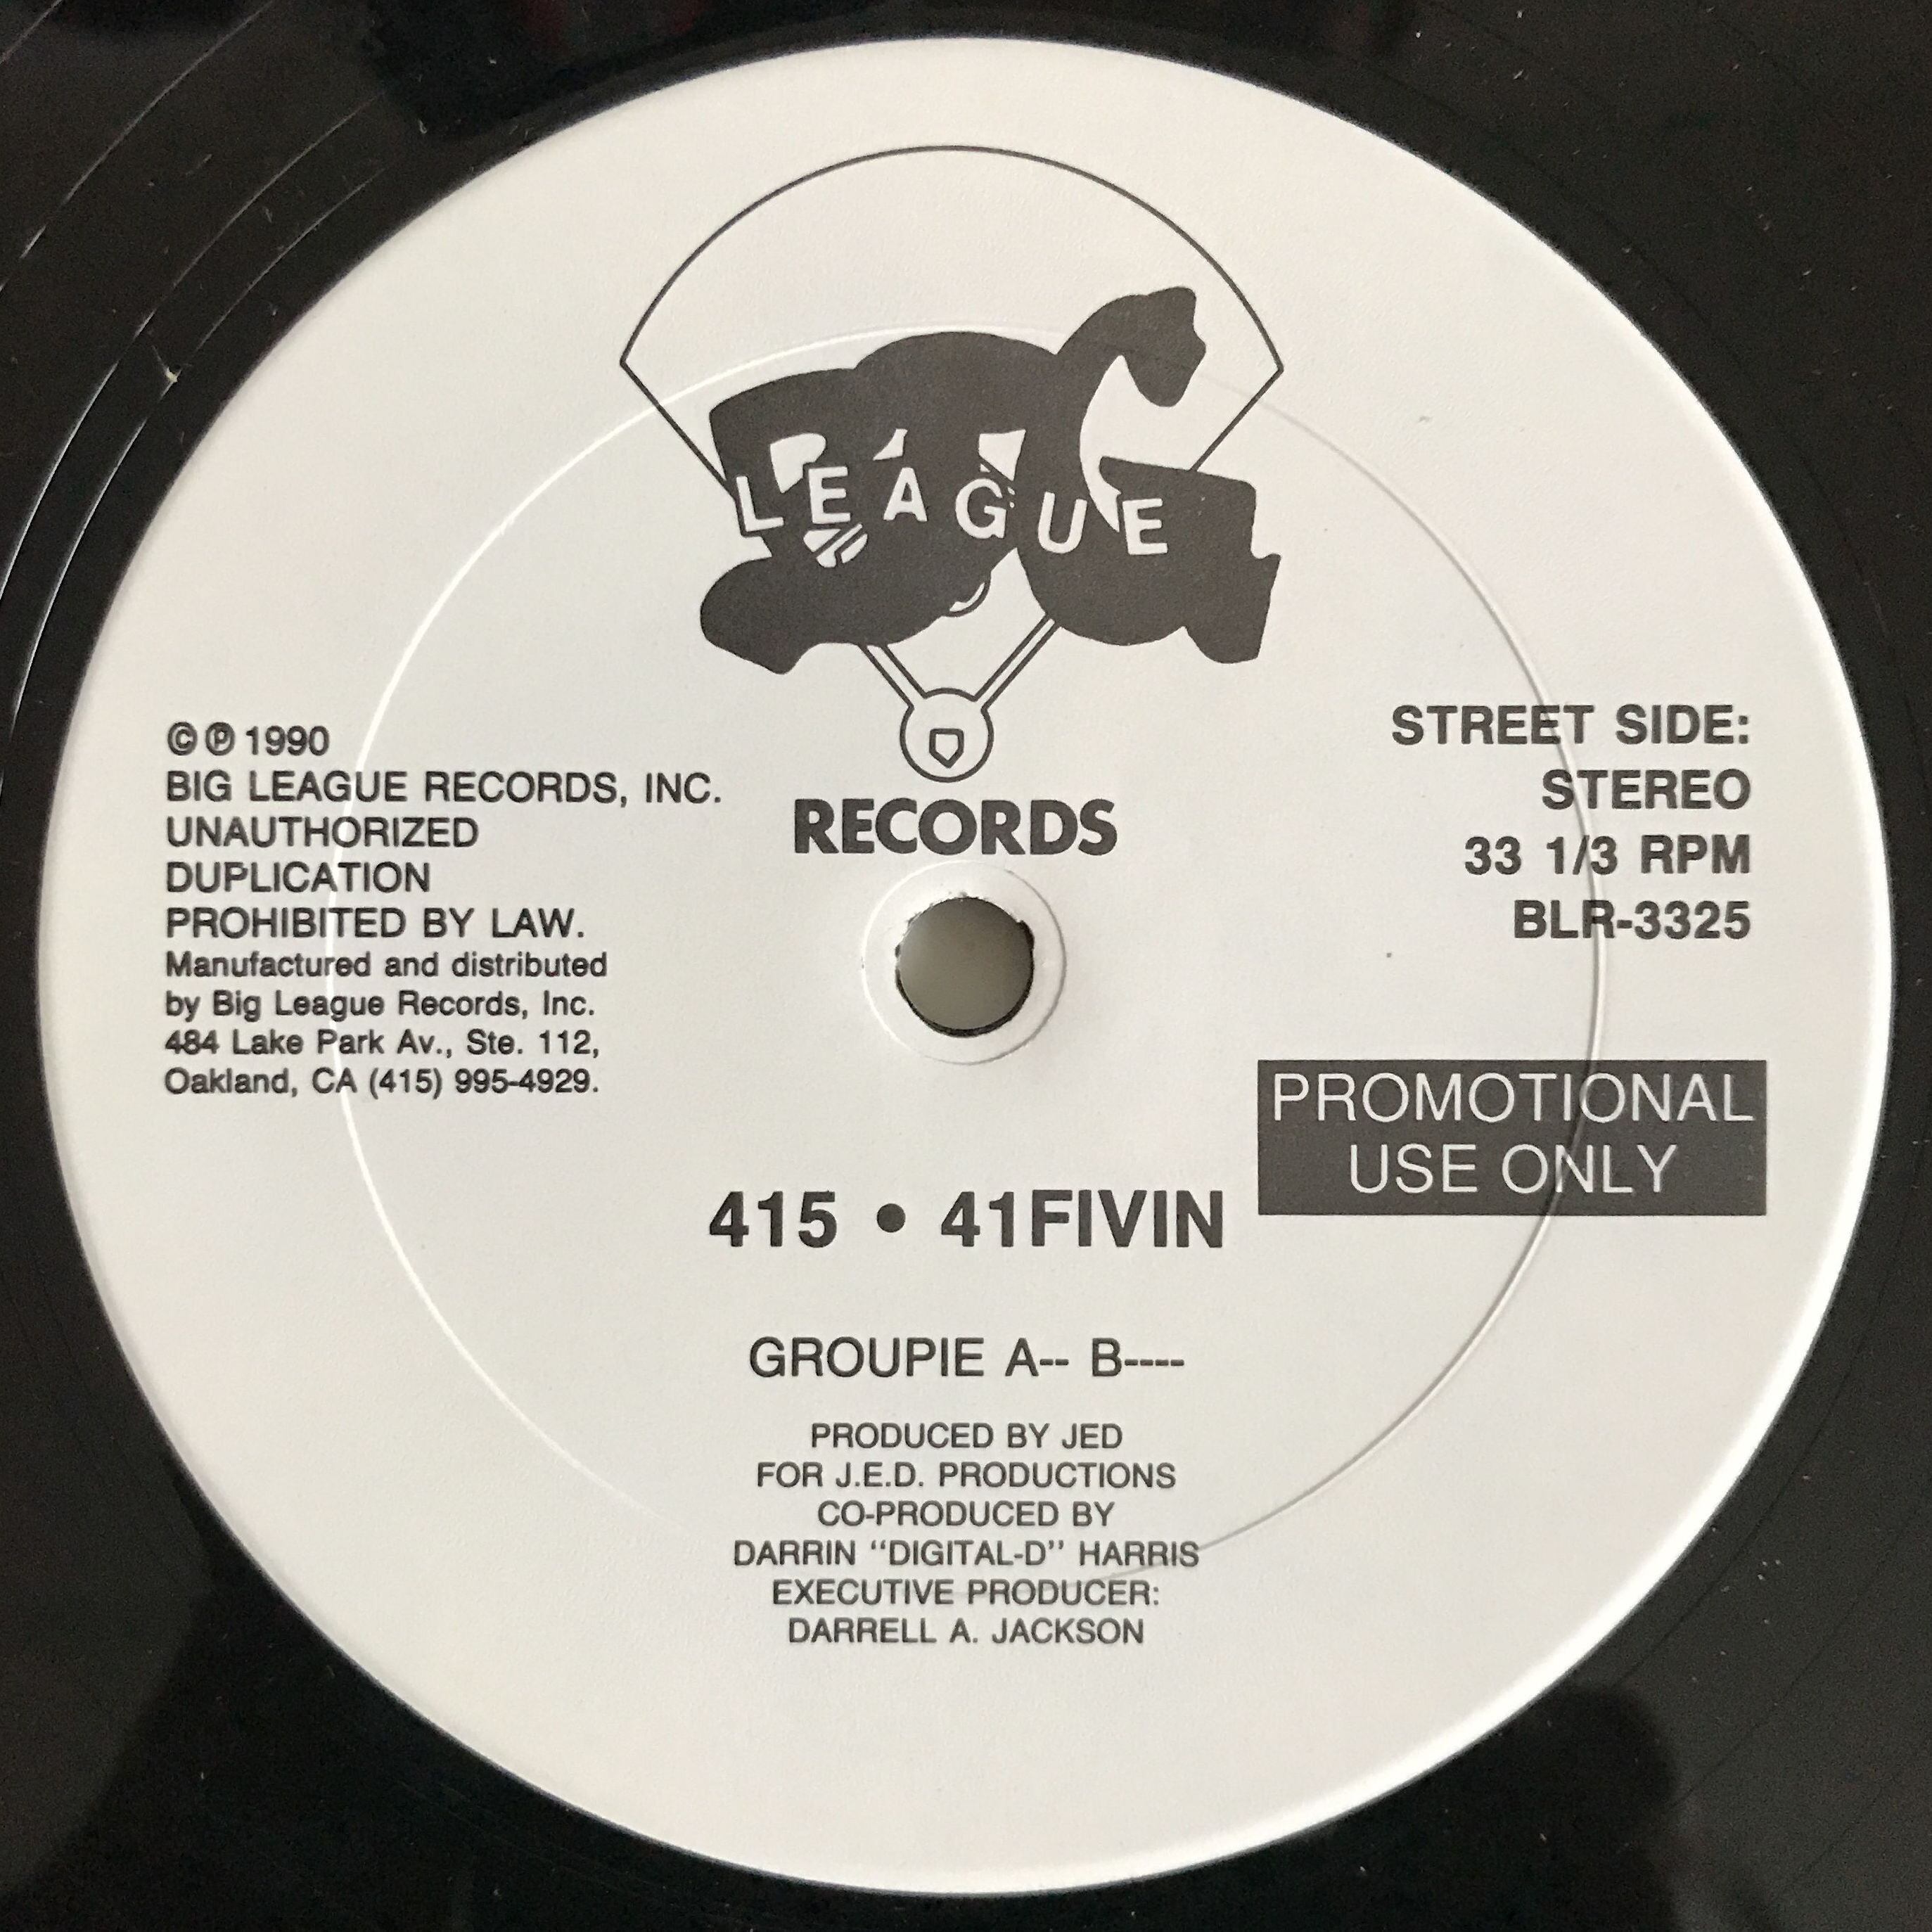 BIG
LEAGUE
RECORDS
© ℗ 1990
BIG LEAGUE RECORDS, INC.
UNAUTHORIZED
DUPLICATION
PROHIBITED BY LAW.
Manufactured and distributed
by Big League Records, Inc.
484 Lake Park Av., Ste. 112,
Oakland, CA (415) 995-4929.
STREET SIDE:
STEREO
33 1/3 RPM
BLR-3325
PROMOTIONAL
USE ONLY
415 • 41FIVIN
GROUPIE A-- B----
PRODUCED BY JED
FOR J.E.D. PRODUCTIONS
CO-PRODUCED BY
DARRIN “DIGITAL-D” HARRIS
EXECUTIVE PRODUCER:
DARRELL A. JACKSON